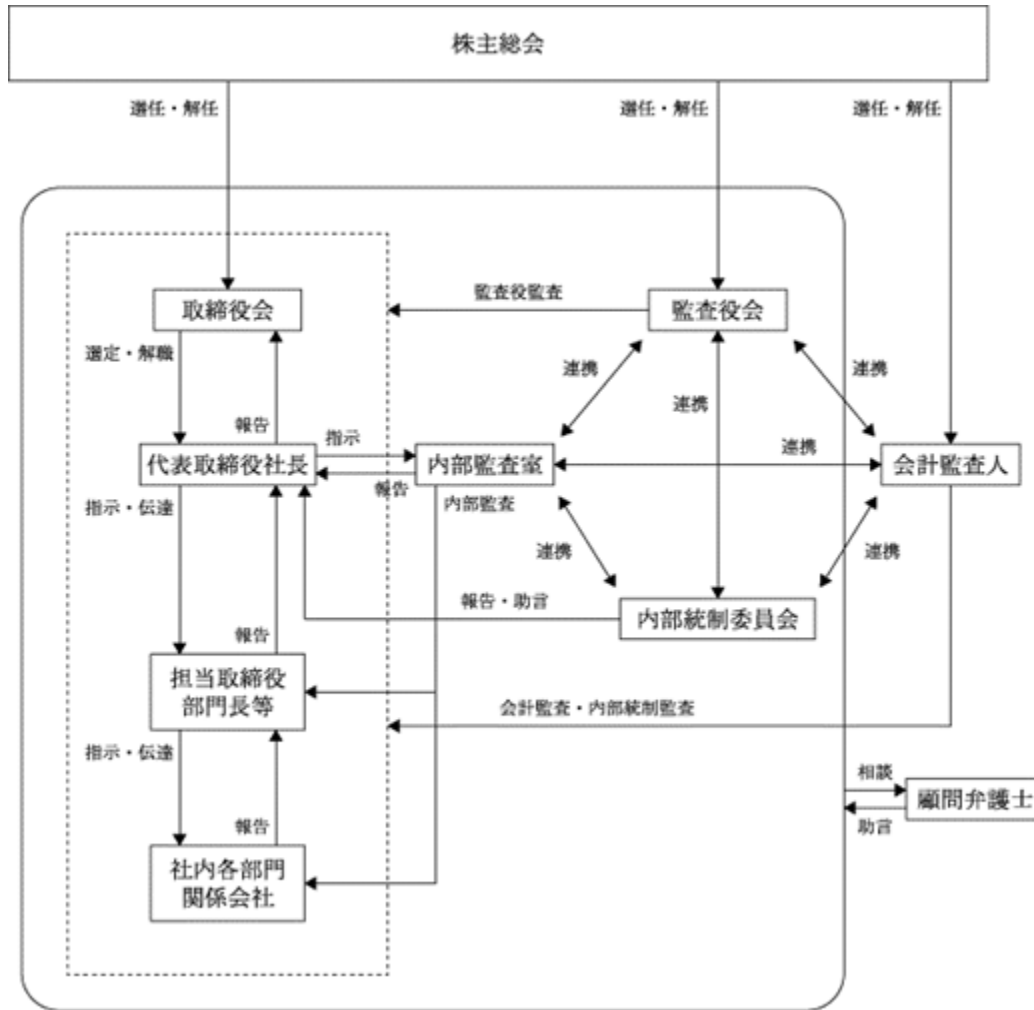 株主総会
選任・解任
選任・解任
選任・解任
取締役会
監査役監査
監査役会
選定・解職
連携
連携
連携
報告
指示
代表取締役社長
内部監査室
連携
会計監査人
報告
指示・伝達
内部監査
連携
連携
報告・助言
内部統制委員会
報告
担当取締役
部門長等
会計監査・内部統制監査
指示・伝達
相談
顧問弁護士
助言
報告
社内各部門
関係会社